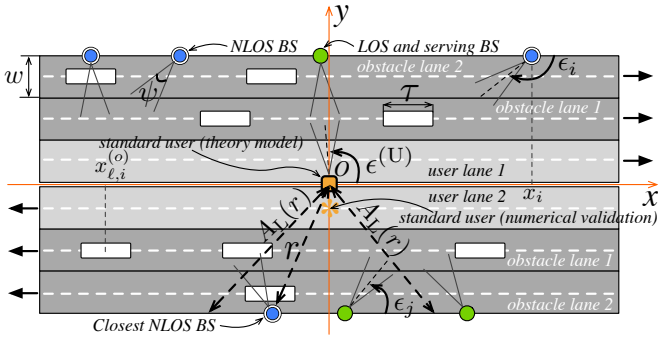 y
NLOS BS
LOS and serving BS
w
ψ
obstacle lane 2
ϵ_i
τ
obstacle lane 1
standard user (theory model)
x_{ℓ,i}^{(o)}
O
ϵ^{(U)}
user lane 1
x_i
x
user lane 2
A_L(r)
A_L(r)
standard user (numerical validation)
r
obstacle lane 1
ϵ_j
obstacle lane 2
Closest NLOS BS